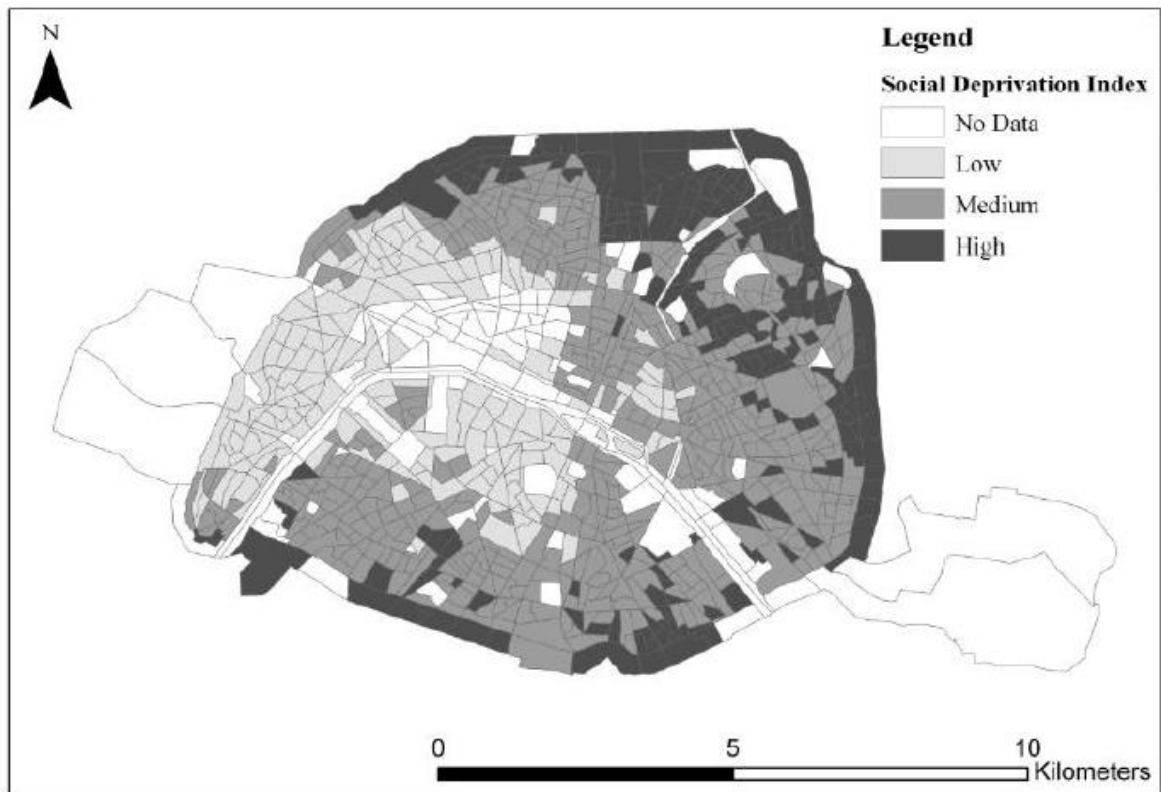 N
Legend
Social Deprivation Index
No Data
Low
Medium
High
0 5 10
Kilometers